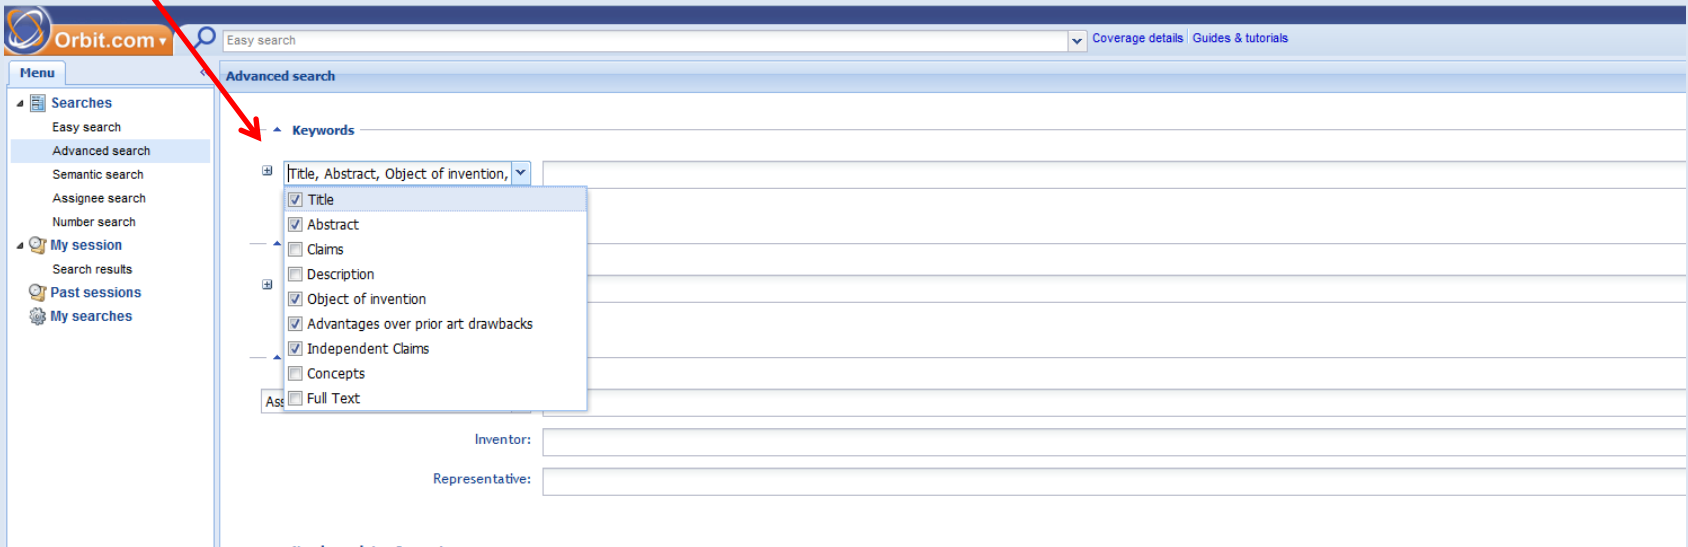 Orbit.com
Easy search
Coverage details
Guides & tutorials
Menu
Searches
Easy search
Advanced search
Semantic search
Assignee search
Number search
My session
Search results
Past sessions
My searches
Advanced search
Keywords
Title, Abstract, Object of invention,
Title
Abstract
Claims
Description
Object of invention
Advantages over prior art drawbacks
Independent Claims
Concepts
Full Text
Inventor:
Representative: